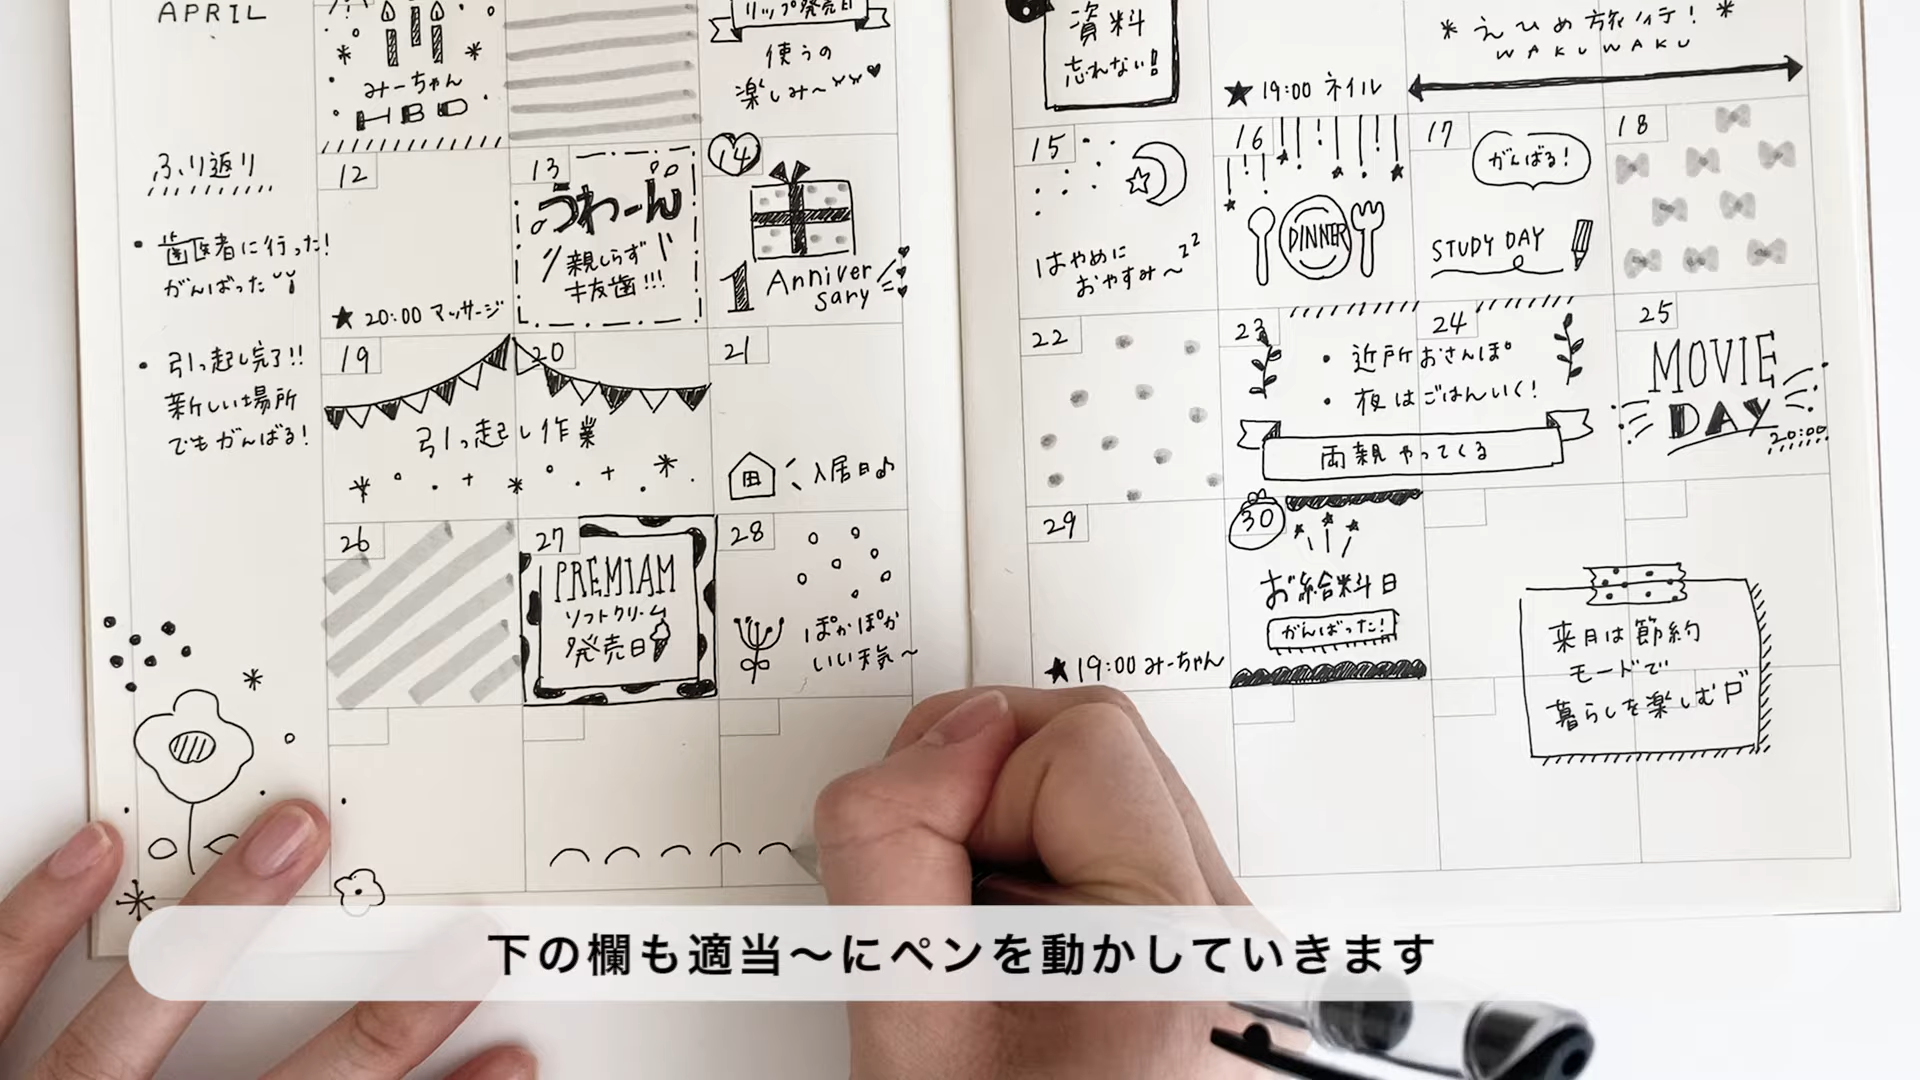 APRIL
みーちゃん
HBD
リップ発売日
使うの
楽しみ〜
資料
忘れない!
★19:00 ネイル
*えひめ旅行!*
WAKUWAKU
ふり返り
・歯医者に行った!
がんばった
・引っ起し完了!!
新しい場所
でもがんばる!
12
★20:00 マッサージ
13
うわーん
親しらず
抜歯!!!
14
1 Anniver
sary
15
はやめに
おやすみ〜zz
16
DINNER
17
がんばる!
STUDY DAY
18
19
20
引っ起し作業
21
入居日♪
22
23
24
・近所おさんぽ
・夜はごはんいく!
両親やってくる
25
MOVIE
DAY
20:00
26
27
PREMIAM
ソフトクリーム
発売日
28
ぽかぽか
いい天気〜
29
★19:00 みーちゃん
30
お給料日
がんばった!
来月は節約
モードで
暮らしを楽しむ
下の欄も適当〜にペンを動かしていきます